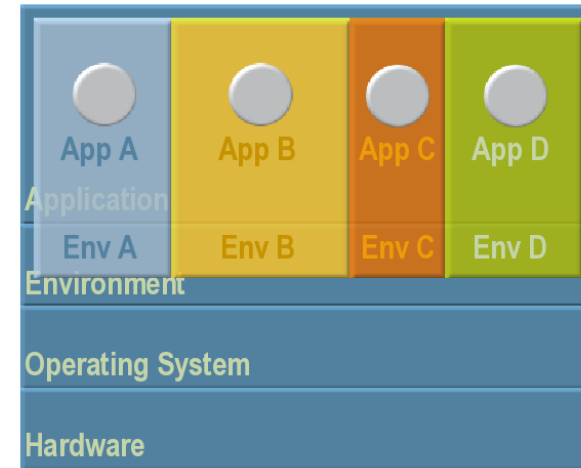 App A App B App C App D
Application
Env A Env B Env C Env D
Environment
Operating System
Hardware